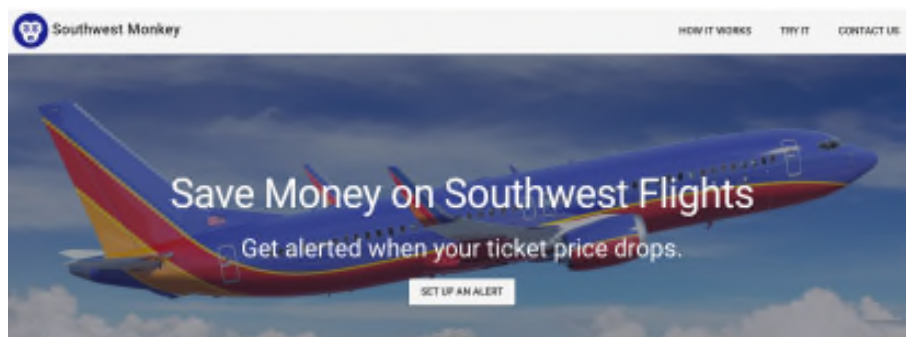 Southwest Monkey
HOW IT WORKS TRY IT CONTACT US
Save Money on Southwest Flights
Get alerted when your ticket price drops.
SET UP AN ALERT